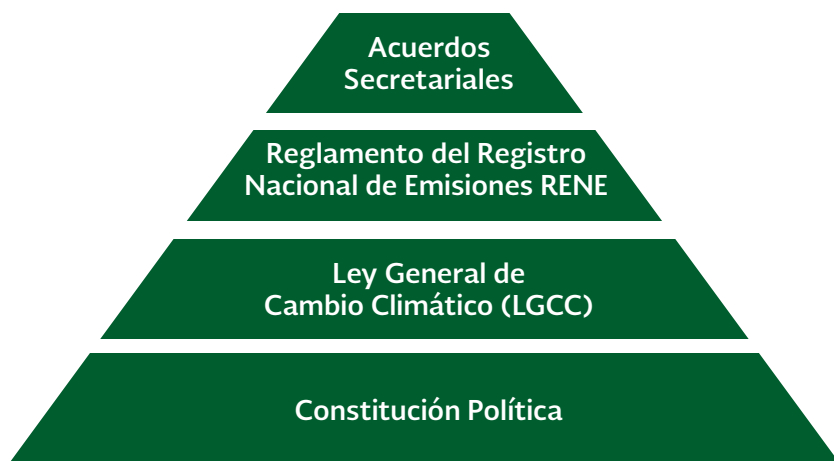 Acuerdos
Secretariales
Reglamento del Registro
Nacional de Emisiones RENE
Ley General de
Cambio Climático (LGCC)
Constitución Política